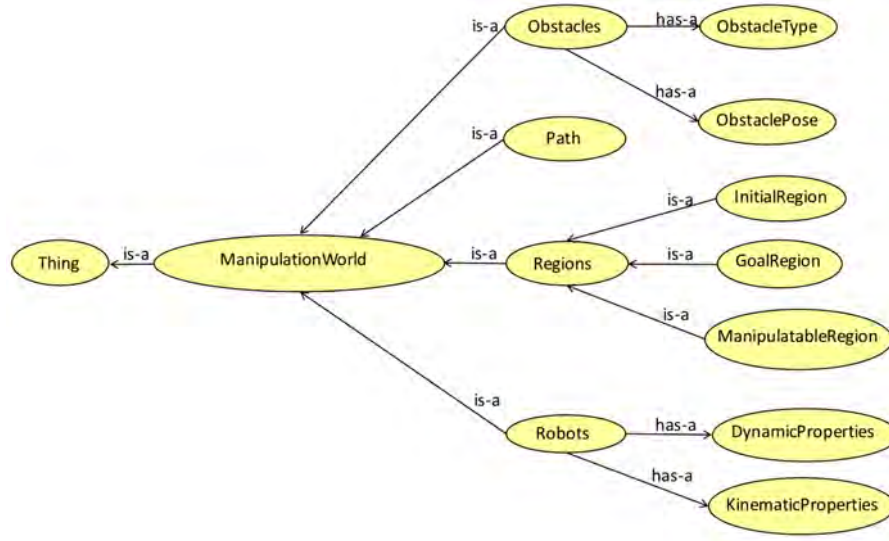 is-a
Obstacles
has-a
ObstacleType
has-a
ObstaclePose
is-a
Path
is-a
InitialRegion
Thing
is-a
ManipulationWorld
is-a
Regions
is-a
GoalRegion
is-a
ManipulatableRegion
is-a
Robots
has-a
DynamicProperties
has-a
KinematicProperties